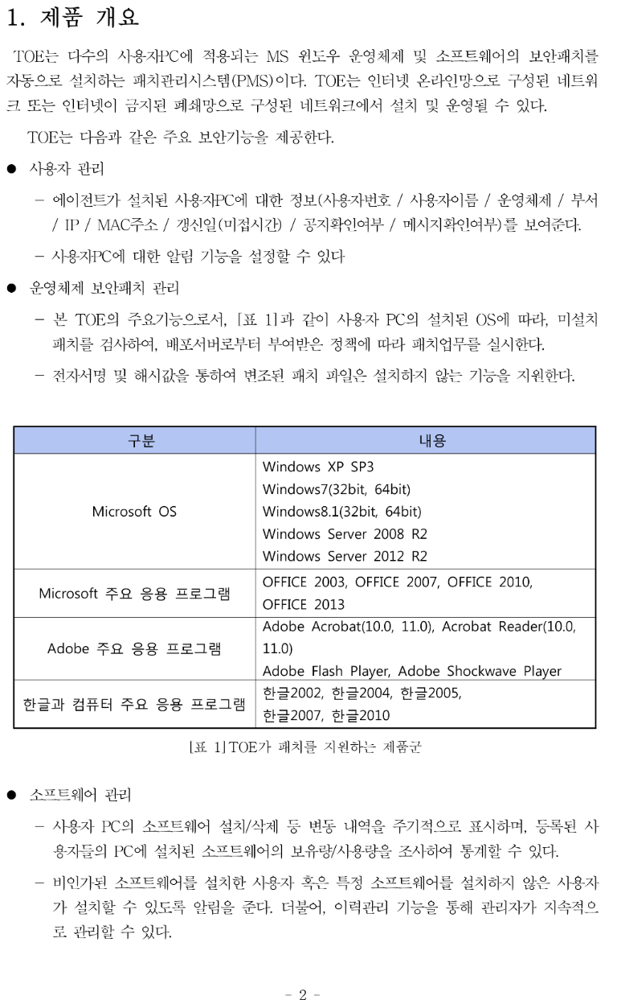 1. 제품 개요
TOE는 다수의 사용자PC에 적용되는 MS 윈도우 운영체제 및 소프트웨어의 보안패치를
자동으로 설치하는 패치관리시스템(PMS)이다. TOE는 인터넷 온라인망으로 구성된 네트워
크 또는 인터넷이 금지된 폐쇄망으로 구성된 네트워크에서 설치 및 운영될 수 있다.
TOE는 다음과 같은 주요 보안기능을 제공한다.
● 사용자 관리
- 에이전트가 설치된 사용자PC에 대한 정보(사용자번호 / 사용자이름 / 운영체제 / 부서
/ IP / MAC주소 / 갱신일(미접시간) / 공지확인여부 / 메시지확인여부)를 보여준다.
- 사용자PC에 대한 알림 기능을 설정할 수 있다
● 운영체제 보안패치 관리
- 본 TOE의 주요기능으로서, [표 1]과 같이 사용자 PC의 설치된 OS에 따라, 미설치
패치를 검사하여, 배포서버로부터 부여받은 정책에 따라 패치업무를 실시한다.
- 전자서명 및 해시값을 통하여 변조된 패치 파일은 설치하지 않는 기능을 지원한다.
구분 내용
Microsoft OS
Windows XP SP3
Windows7(32bit, 64bit)
Windows8.1(32bit, 64bit)
Windows Server 2008 R2
Windows Server 2012 R2
Microsoft 주요 응용 프로그램
OFFICE 2003, OFFICE 2007, OFFICE 2010,
OFFICE 2013
Adobe 주요 응용 프로그램
Adobe Acrobat(10.0, 11.0), Acrobat Reader(10.0,
11.0)
Adobe Flash Player, Adobe Shockwave Player
한글과 컴퓨터 주요 응용 프로그램
한글2002, 한글2004, 한글2005,
한글2007, 한글2010
[표 1]TOE가 패치를 지원하는 제품군
● 소프트웨어 관리
- 사용자 PC의 소프트웨어 설치/삭제 등 변동 내역을 주기적으로 표시하며, 등록된 사
용자들의 PC에 설치된 소프트웨어의 보유량/사용량을 조사하여 통계할 수 있다.
- 비인가된 소프트웨어를 설치한 사용자 혹은 특정 소프트웨어를 설치하지 않은 사용자
가 설치할 수 있도록 알림을 준다. 더불어, 이력관리 기능을 통해 관리자가 지속적으
로 관리할 수 있다.
- 2 -